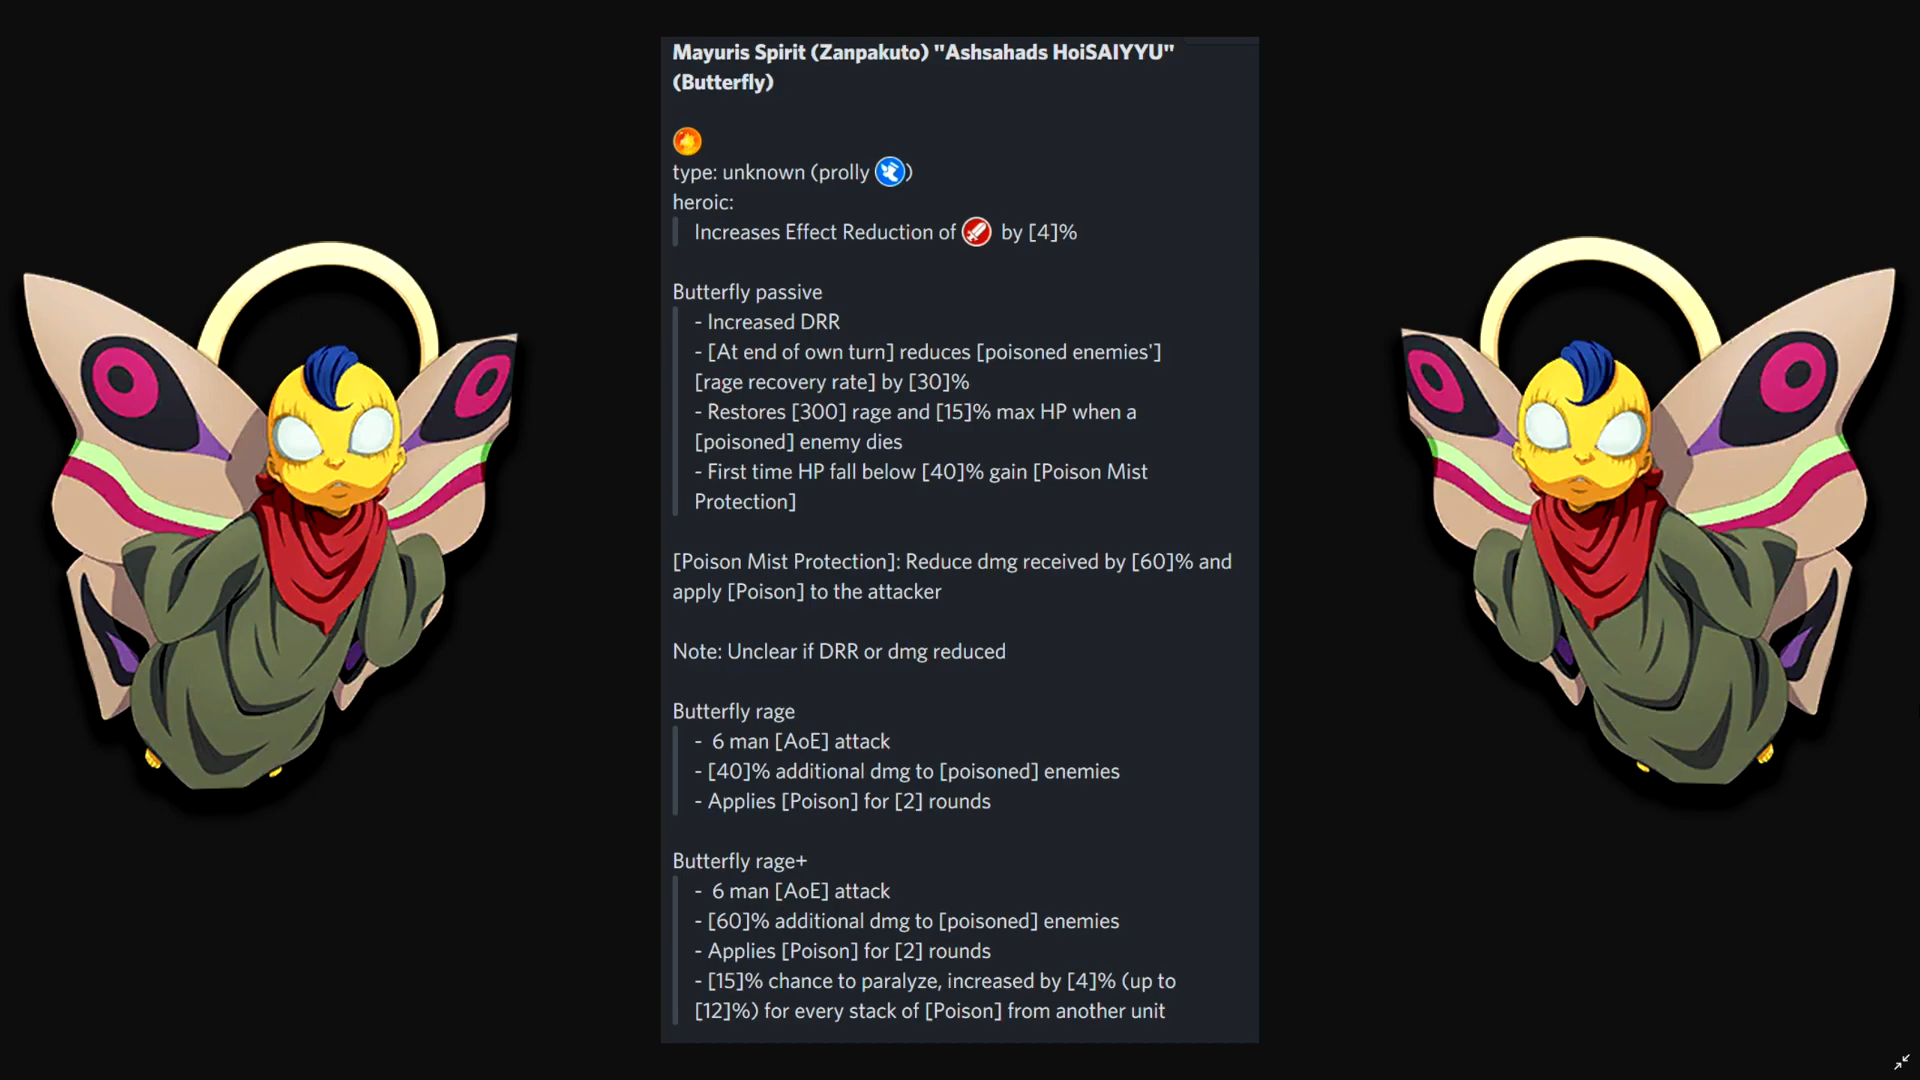 Mayuris Spirit (Zanpakuto) "Ashsahads HoiSAIYYU"
(Butterfly)
type: unknown (prolly )
heroic:
Increases Effect Reduction of by [4]%
Butterfly passive
- Increased DRR
- [At end of own turn] reduces [poisoned enemies']
[rage recovery rate] by [30]%
- Restores [300] rage and [15]% max HP when a
[poisoned] enemy dies
- First time HP fall below [40]% gain [Poison Mist
Protection]
[Poison Mist Protection]: Reduce dmg received by [60]% and
apply [Poison] to the attacker
Note: Unclear if DRR or dmg reduced
Butterfly rage
- 6 man [AoE] attack
- [40]% additional dmg to [poisoned] enemies
- Applies [Poison] for [2] rounds
Butterfly rage+
- 6 man [AoE] attack
- [60]% additional dmg to [poisoned] enemies
- Applies [Poison] for [2] rounds
- [15]% chance to paralyze, increased by [4]% (up to
[12]%) for every stack of [Poison] from another unit